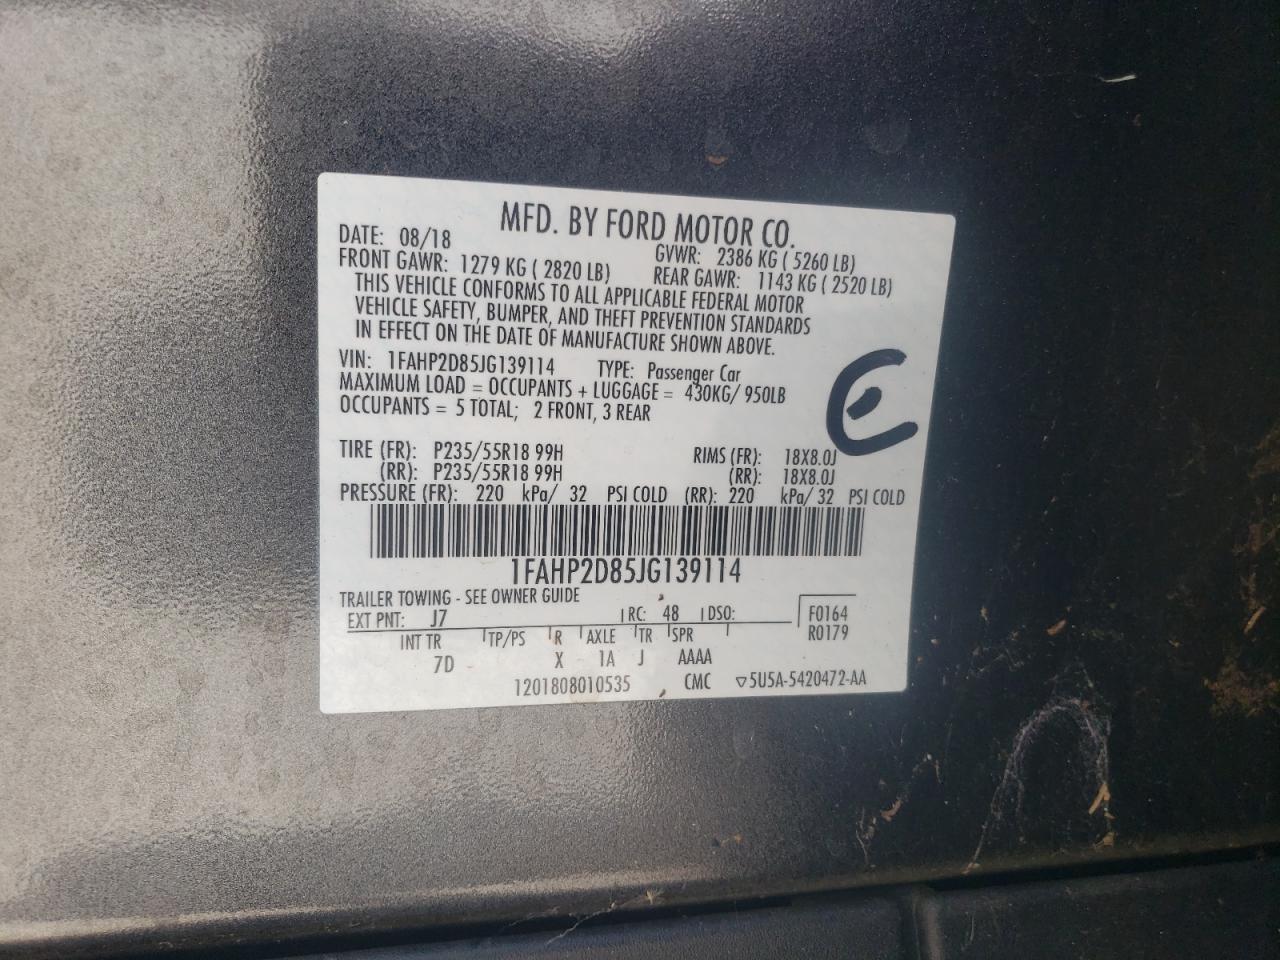 MFD. BY FORD MOTOR CO.
DATE: 08/18 GVWR: 2386 KG ( 5260 LB)
FRONT GAWR: 1279 KG ( 2820 LB) REAR GAWR: 1143 KG ( 2520 LB)
THIS VEHICLE CONFORMS TO ALL APPLICABLE FEDERAL MOTOR
VEHICLE SAFETY, BUMPER, AND THEFT PREVENTION STANDARDS
IN EFFECT ON THE DATE OF MANUFACTURE SHOWN ABOVE.
VIN: 1FAHP2D85JG139114 TYPE: Passenger Car
MAXIMUM LOAD = OCCUPANTS + LUGGAGE = 430KG/ 950LB
OCCUPANTS = 5 TOTAL; 2 FRONT, 3 REAR
TIRE (FR): P235/55R18 99H RIMS (FR): 18X8.0J
(RR): P235/55R18 99H (RR): 18X8.0J
PRESSURE (FR): 220 kPa/ 32 PSI COLD (RR): 220 kPa/ 32 PSI COLD
1FAHP2D85JG139114
TRAILER TOWING - SEE OWNER GUIDE
EXT PNT: J7 RC: 48 DSO: F0164
R0179
INT TR TP/PS R AXLE TR SPR
7D X 1A J AAAA
1201808010535 CMC ▽5U5A-5420472-AA